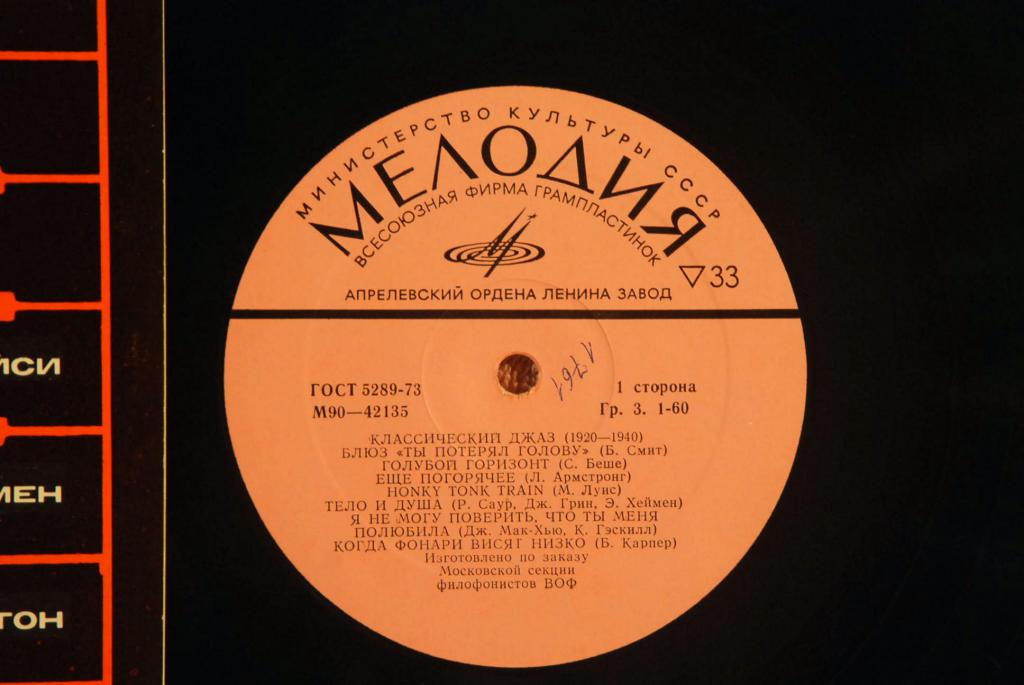 МИНИСТЕРСТВО КУЛЬТУРЫ СССР
МЕЛОДИЯ
ВСЕСОЮЗНАЯ ФИРМА ГРАМПЛАСТИНОК
▽33
АПРЕЛЕВСКИЙ ОРДЕНА ЛЕНИНА ЗАВОД
ГОСТ 5289-73
М90—42135
1 сторона
Гр. 3. 1-60
КЛАССИЧЕСКИЙ ДЖАЗ (1920—1940)
БЛЮЗ «ТЫ ПОТЕРЯЛ ГОЛОВУ» (Б. Смит)
ГОЛУБОЙ ГОРИЗОНТ (С. Беше)
ЕЩЕ ПОГОРЯЧЕЕ (Л. Армстронг)
HONKY TONK TRAIN (М. Луис)
ТЕЛО И ДУША (Р. Саур, Дж. Грин, Э. Хеймен)
Я НЕ МОГУ ПОВЕРИТЬ, ЧТО ТЫ МЕНЯ
ПОЛЮБИЛА (Дж. Мак-Хью, К. Гэскилл)
КОГДА ФОНАРИ ВИСЯТ НИЗКО (Б. Карпер)
Изготовлено по заказу
Московской секции
филофонистов ВОФ
ЙСИ
МЕН
ТОН